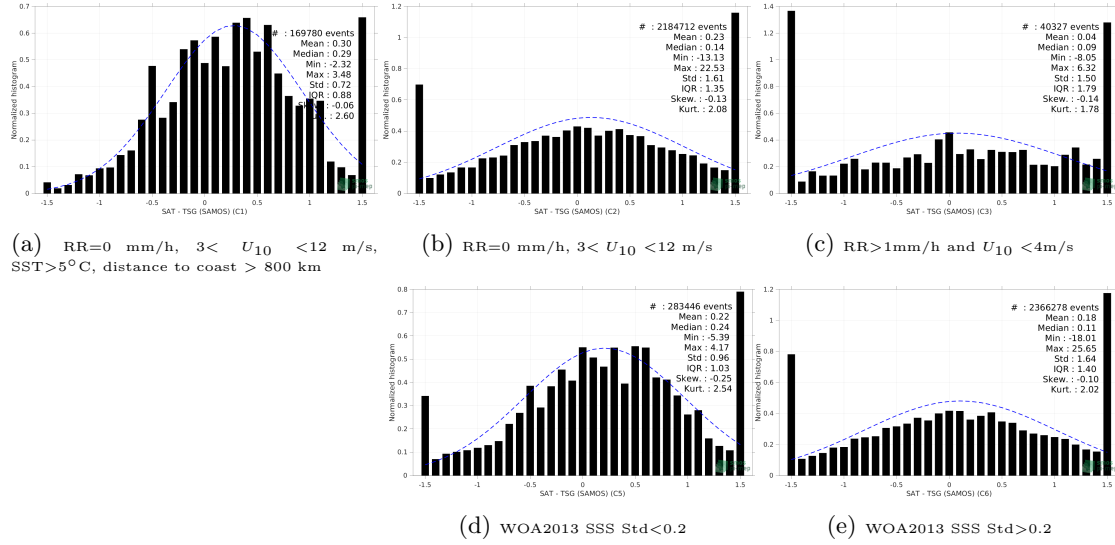 0.7
0.6
0.5
0.4
0.3
0.2
0.1
0
Normalized histogram
# : 169780 events
Mean : 0.30
Median : 0.29
Min : -2.32
Max : 3.48
Std : 0.72
IQR : 0.88
-0.06
2.60
-1.5 -1 -0.5 0 0.5 1 1.5
SAT - TSG (SAMOS) (C1)
(a) RR=0 mm/h, 3< U10 <12 m/s,
SST>5°C, distance to coast > 800 km
1.2
1
0.8
0.6
0.4
0.2
0
Normalized histogram
# : 2184712 events
Mean : 0.23
Median : 0.14
Min : -13.13
Max : 22.53
Std : 1.61
IQR : 1.35
Skew. : -0.13
Kurt. : 2.08
-1.5 -1 -0.5 0 0.5 1 1.5
SAT - TSG (SAMOS) (C2)
(b) RR=0 mm/h, 3< U10 <12 m/s
1.4
1.2
1
0.8
0.6
0.4
0.2
0
Normalized histogram
# : 40327 events
Mean : 0.04
Median : 0.09
Min : -8.05
Max : 6.32
Std : 1.50
IQR : 1.79
Skew. : -0.14
Kurt. : 1.78
-1.5 -1 -0.5 0 0.5 1 1.5
SAT - TSG (SAMOS) (C3)
(c) RR>1mm/h and U10 <4m/s
0.8
0.7
0.6
0.5
0.4
0.3
0.2
0.1
0
Normalized histogram
# : 283446 events
Mean : 0.22
Median : 0.24
Min : -5.39
Max : 4.17
Std : 0.96
IQR : 1.03
Skew. : -0.25
Kurt. : 2.54
-1.5 -1 -0.5 0 0.5 1 1.5
SAT - TSG (SAMOS) (C5)
(d) WOA2013 SSS Std<0.2
1.2
1
0.8
0.6
0.4
0.2
0
Normalized histogram
# : 2366278 events
Mean : 0.18
Median : 0.11
Min : -18.01
Max : 25.65
Std : 1.64
IQR : 1.40
Skew. : -0.10
Kurt. : 2.02
-1.5 -1 -0.5 0 0.5 1 1.5
SAT - TSG (SAMOS) (C6)
(e) WOA2013 SSS Std>0.2